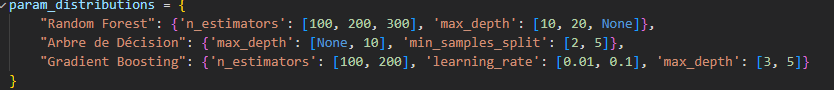 param_distributions = {
    "Random Forest": {'n_estimators': [100, 200, 300], 'max_depth': [10, 20, None]},
    "Arbre de Décision": {'max_depth': [None, 10], 'min_samples_split': [2, 5]},
    "Gradient Boosting": {'n_estimators': [100, 200], 'learning_rate': [0.01, 0.1], 'max_depth': [3, 5]}
}